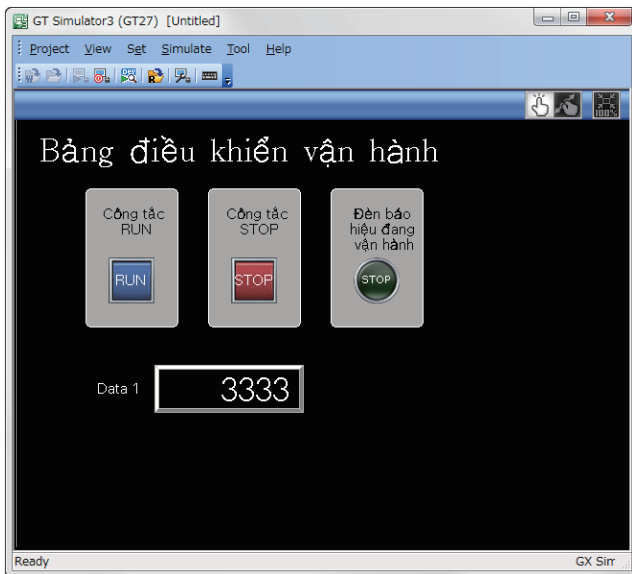 GT Simulator3 (GT27) [Untitled]
Project View Set Simulate Tool Help
100%
Bảng điều khiển vận hành
Công tắc
RUN
RUN
Công tắc
STOP
STOP
Đèn báo
hiệu đang
vận hành
STOP
Data 1
3333
Ready
GX Sim